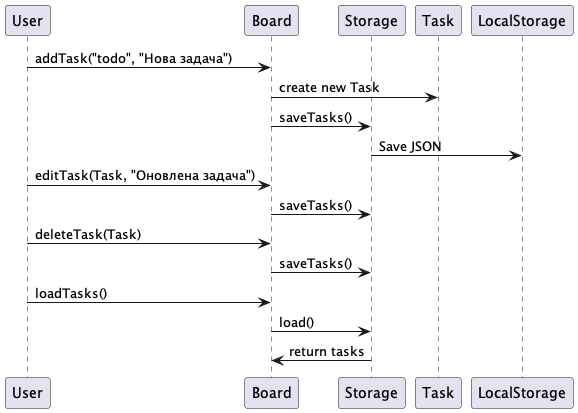 User Board Storage Task LocalStorage
addTask("todo", "Нова задача")
create new Task
saveTasks()
Save JSON
editTask(Task, "Оновлена задача")
saveTasks()
deleteTask(Task)
saveTasks()
loadTasks()
load()
return tasks
User Board Storage Task LocalStorage